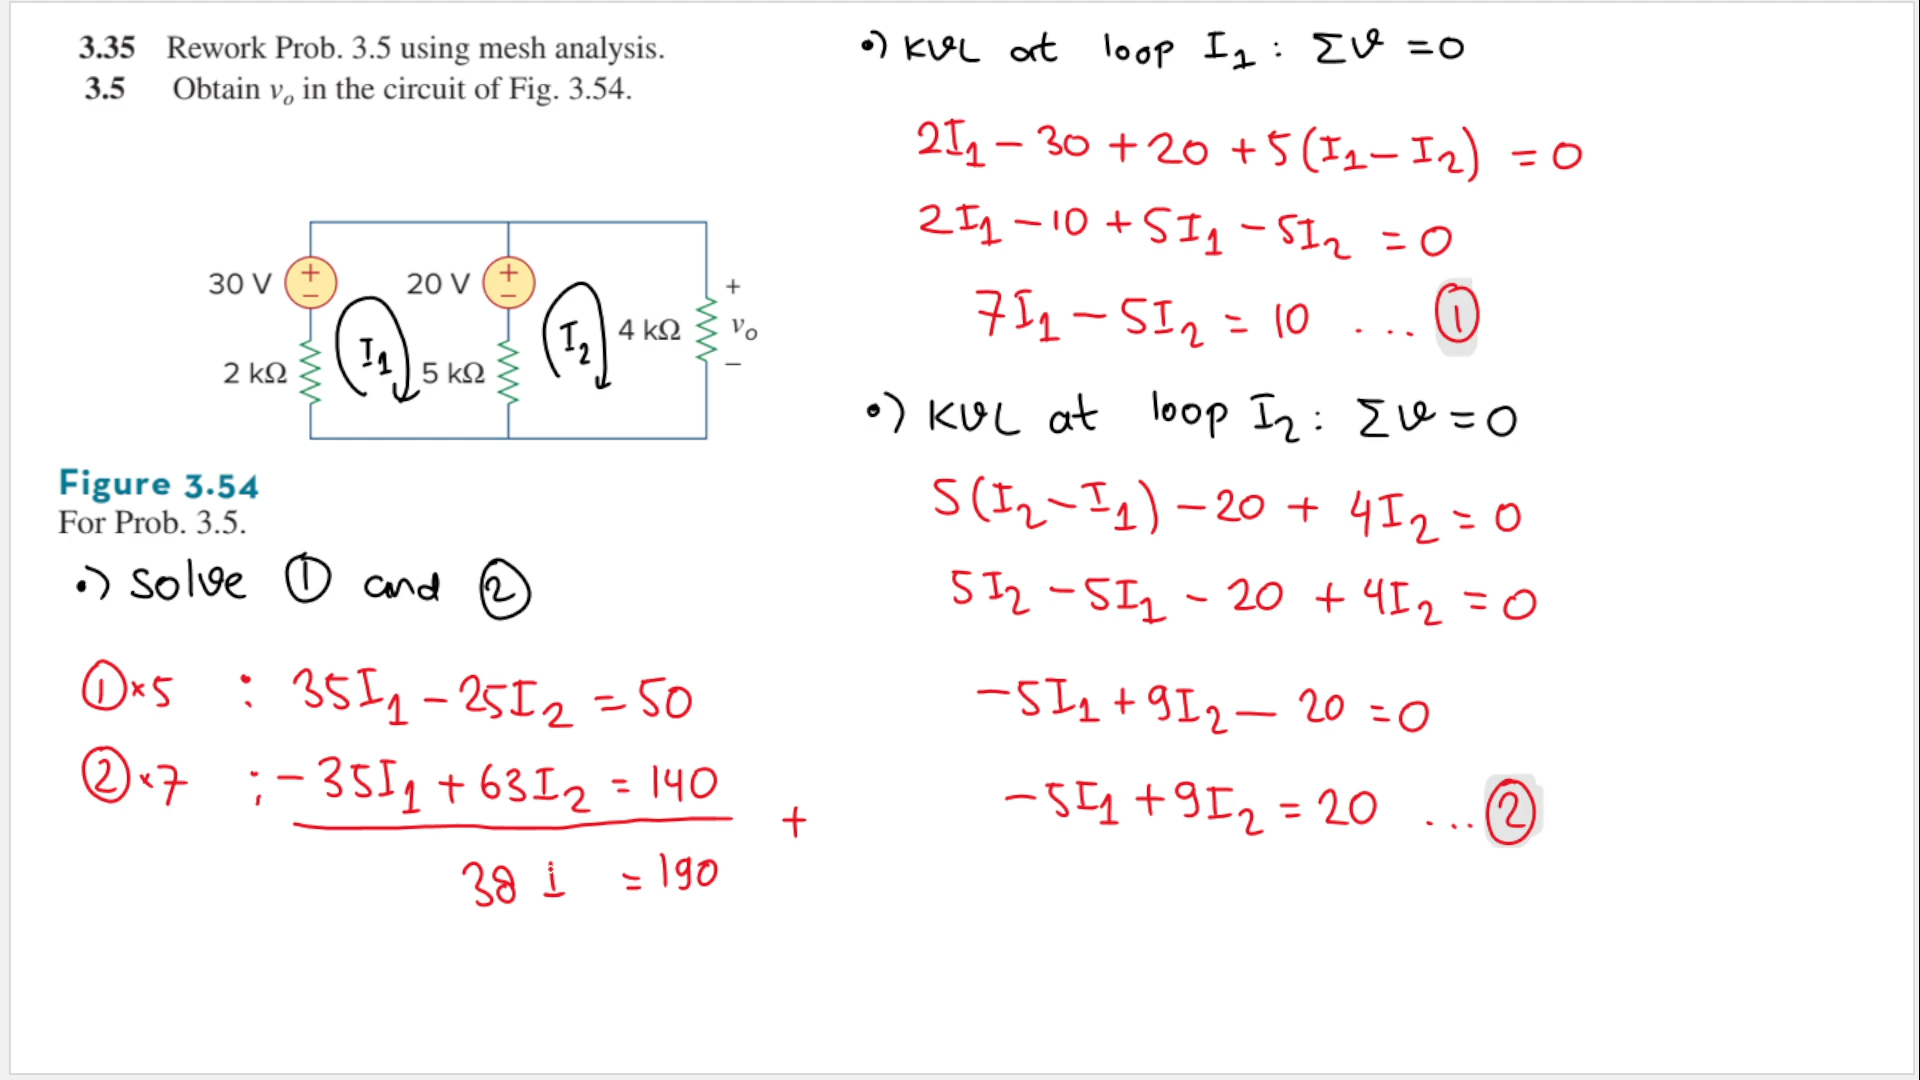 3.35 Rework Prob. 3.5 using mesh analysis.
3.5 Obtain vₒ in the circuit of Fig. 3.54.
30 V
+
−
20 V
+
−
2 kΩ
I₁
5 kΩ
I₂
4 kΩ
+
vₒ
−
Figure 3.54
For Prob. 3.5.
•) Solve ① and ②
①×5 : 35I₁ − 25I₂ = 50
②×7 : −35I₁ + 63I₂ = 140
+
38 I = 190
•) KVL at loop I₁ : Σv = 0
2I₁ − 30 + 20 + 5(I₁ − I₂) = 0
2I₁ − 10 + 5I₁ − 5I₂ = 0
7I₁ − 5I₂ = 10 ... ①
•) KVL at loop I₂ : Σv = 0
5(I₂ − I₁) − 20 + 4I₂ = 0
5I₂ − 5I₁ − 20 + 4I₂ = 0
−5I₁ + 9I₂ − 20 = 0
−5I₁ + 9I₂ = 20 ... ②